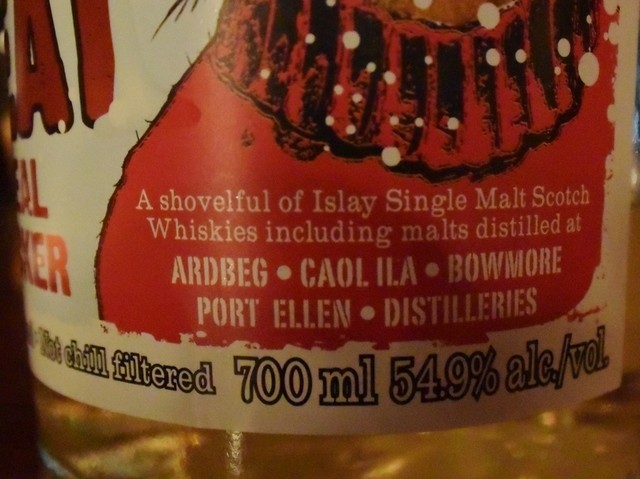 A shovelful of Islay Single Malt Scotch
Whiskies including malts distilled at
ARDBEG • CAOL ILA • BOWMORE
PORT ELLEN • DISTILLERIES
chill filtered 700 ml 54.9% alc./vol.